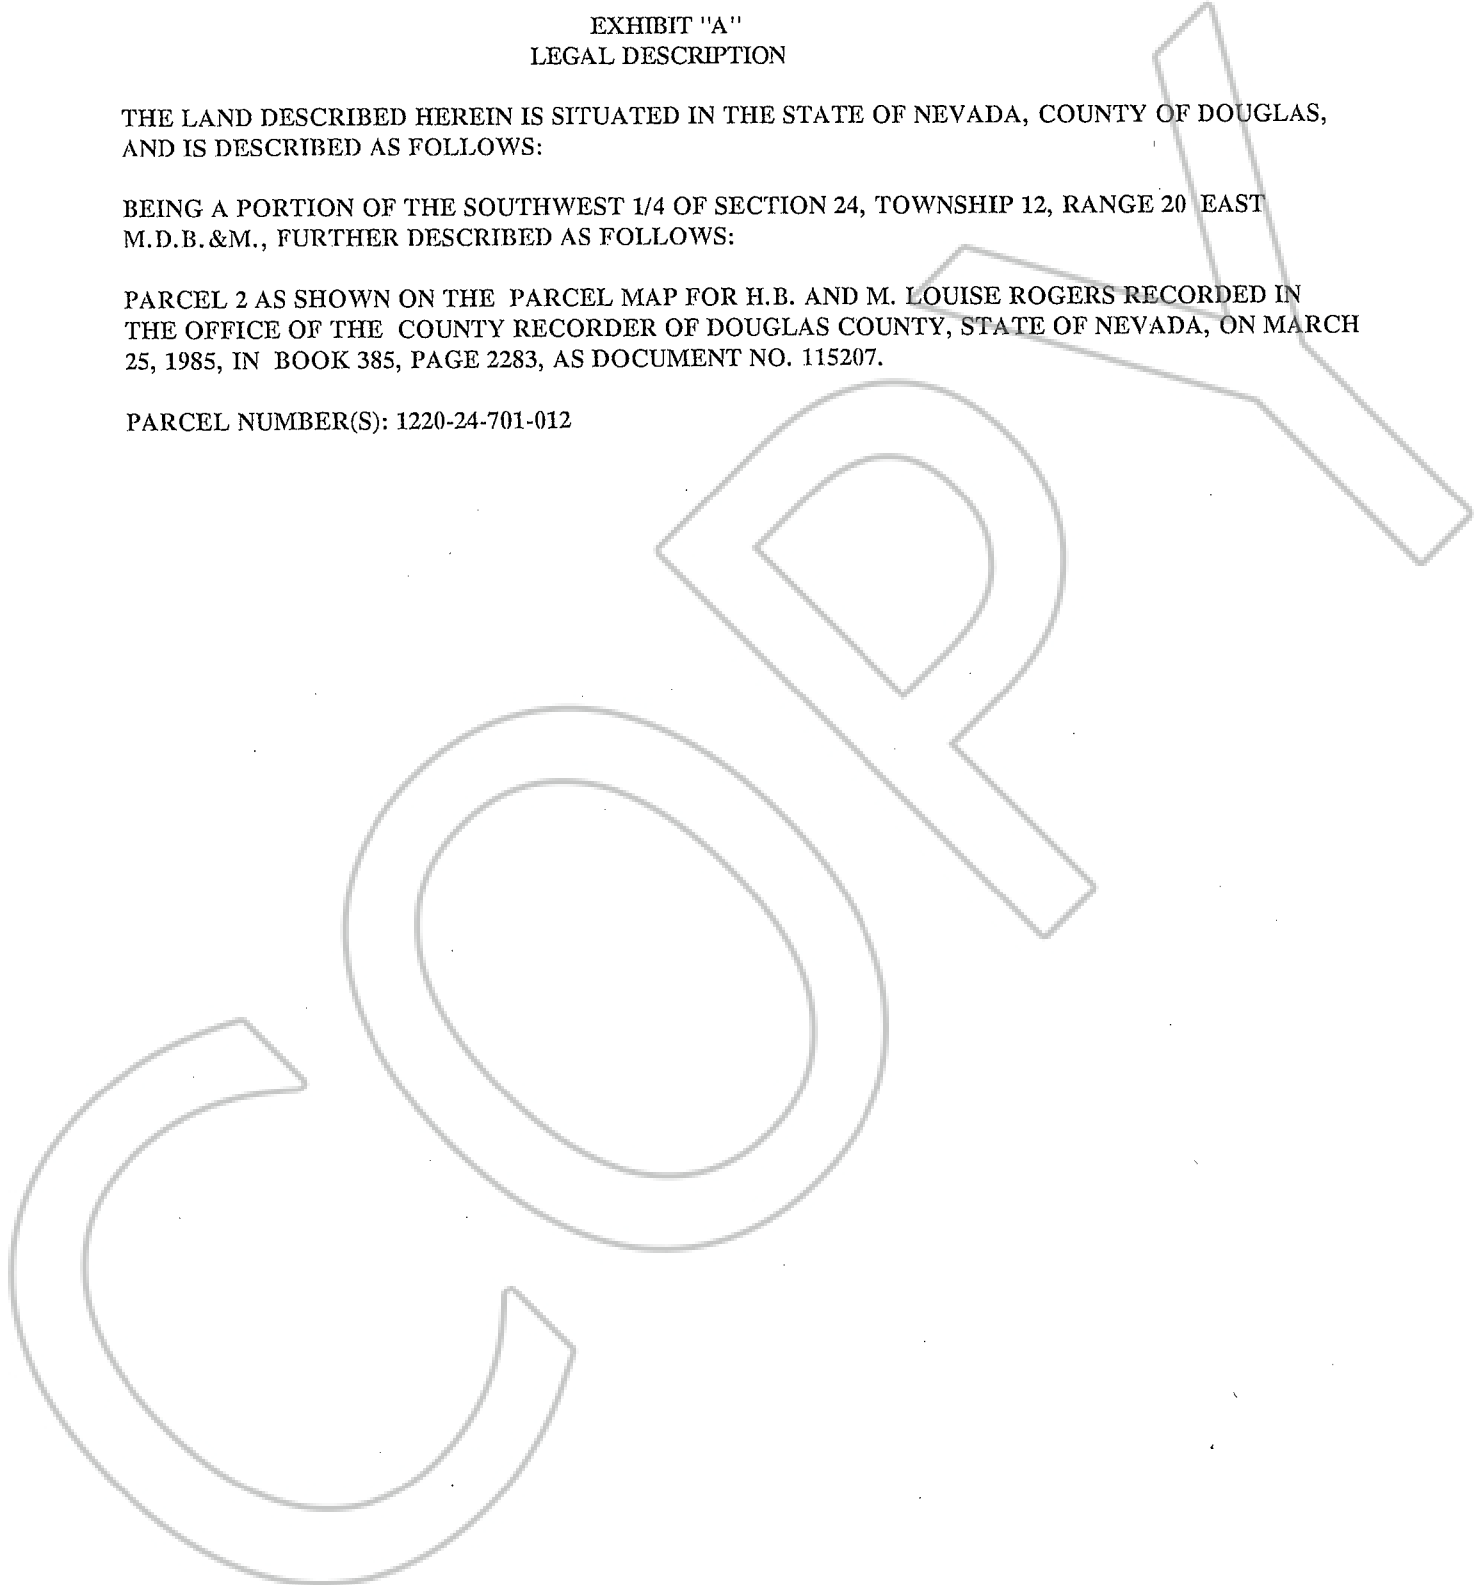 EXHIBIT "A"
LEGAL DESCRIPTION
THE LAND DESCRIBED HEREIN IS SITUATED IN THE STATE OF NEVADA, COUNTY OF DOUGLAS,
AND IS DESCRIBED AS FOLLOWS:
BEING A PORTION OF THE SOUTHWEST 1/4 OF SECTION 24, TOWNSHIP 12, RANGE 20 EAST
M.D.B.&M., FURTHER DESCRIBED AS FOLLOWS:
PARCEL 2 AS SHOWN ON THE PARCEL MAP FOR H.B. AND M. LOUISE ROGERS RECORDED IN
THE OFFICE OF THE COUNTY RECORDER OF DOUGLAS COUNTY, STATE OF NEVADA, ON MARCH
25, 1985, IN BOOK 385, PAGE 2283, AS DOCUMENT NO. 115207.
PARCEL NUMBER(S): 1220-24-701-012
COPY